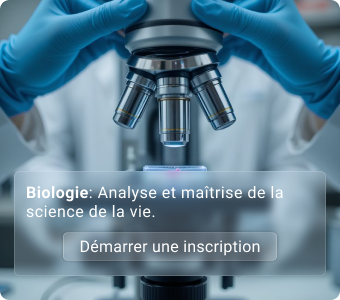 Biologie: Analyse et maîtrise de la
science de la vie.
Démarrer une inscription